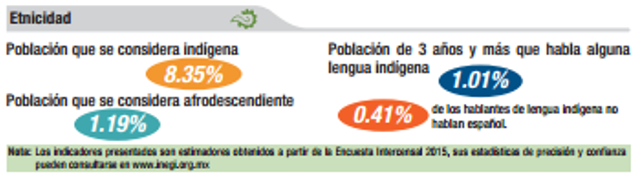 Etnicidad
Población que se considera indígena
8.35%
Población que se considera afrodescendiente
1.19%
Población de 3 años y más que habla alguna
lengua indígena
1.01%
0.41%
de los hablantes de lengua indígena no
hablan español.
Nota: Los indicadores presentados son estimadores obtenidos a partir de la Encuesta Intercensal 2015, sus estadísticas de precisión y confianza
pueden consultarse en www.inegi.org.mx